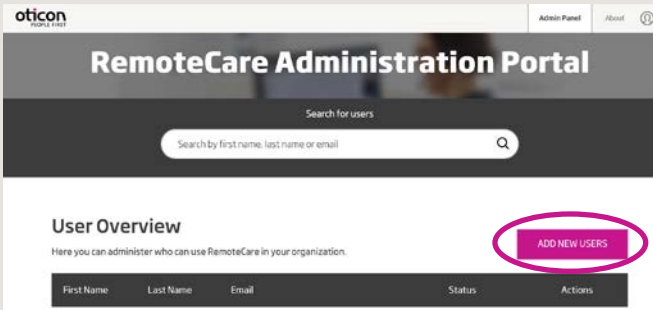 oticon
PEOPLE FIRST
Admin Panel About
RemoteCare Administration Portal
Search for users
Search by first name, last name or email
User Overview
Here you can administer who can use RemoteCare in your organization.
ADD NEW USERS
First Name Last Name Email Status Actions